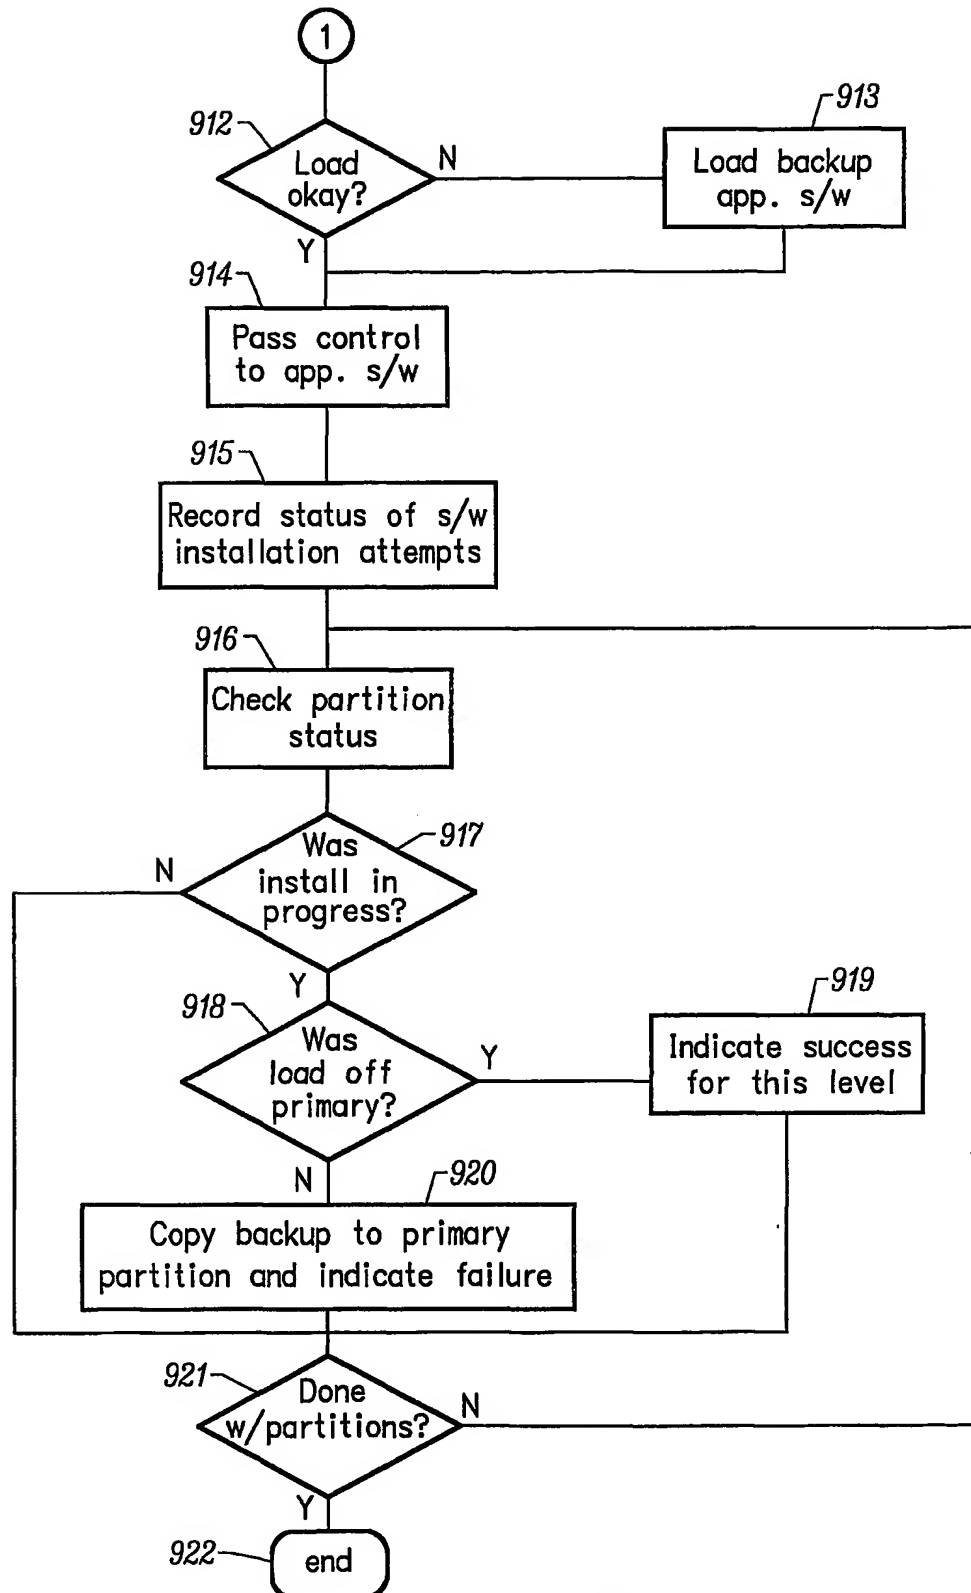 1
912
Load
okay?
N
913
Load backup
app. s/w
Y
914
Pass control
to app. s/w
915
Record status of s/w
installation attempts
916
Check partition
status
917
Was
install in
progress?
N
Y
918
Was
load off
primary?
Y
919
Indicate success
for this level
N
920
Copy backup to primary
partition and indicate failure
921
Done
w/partitions?
N
Y
922
end